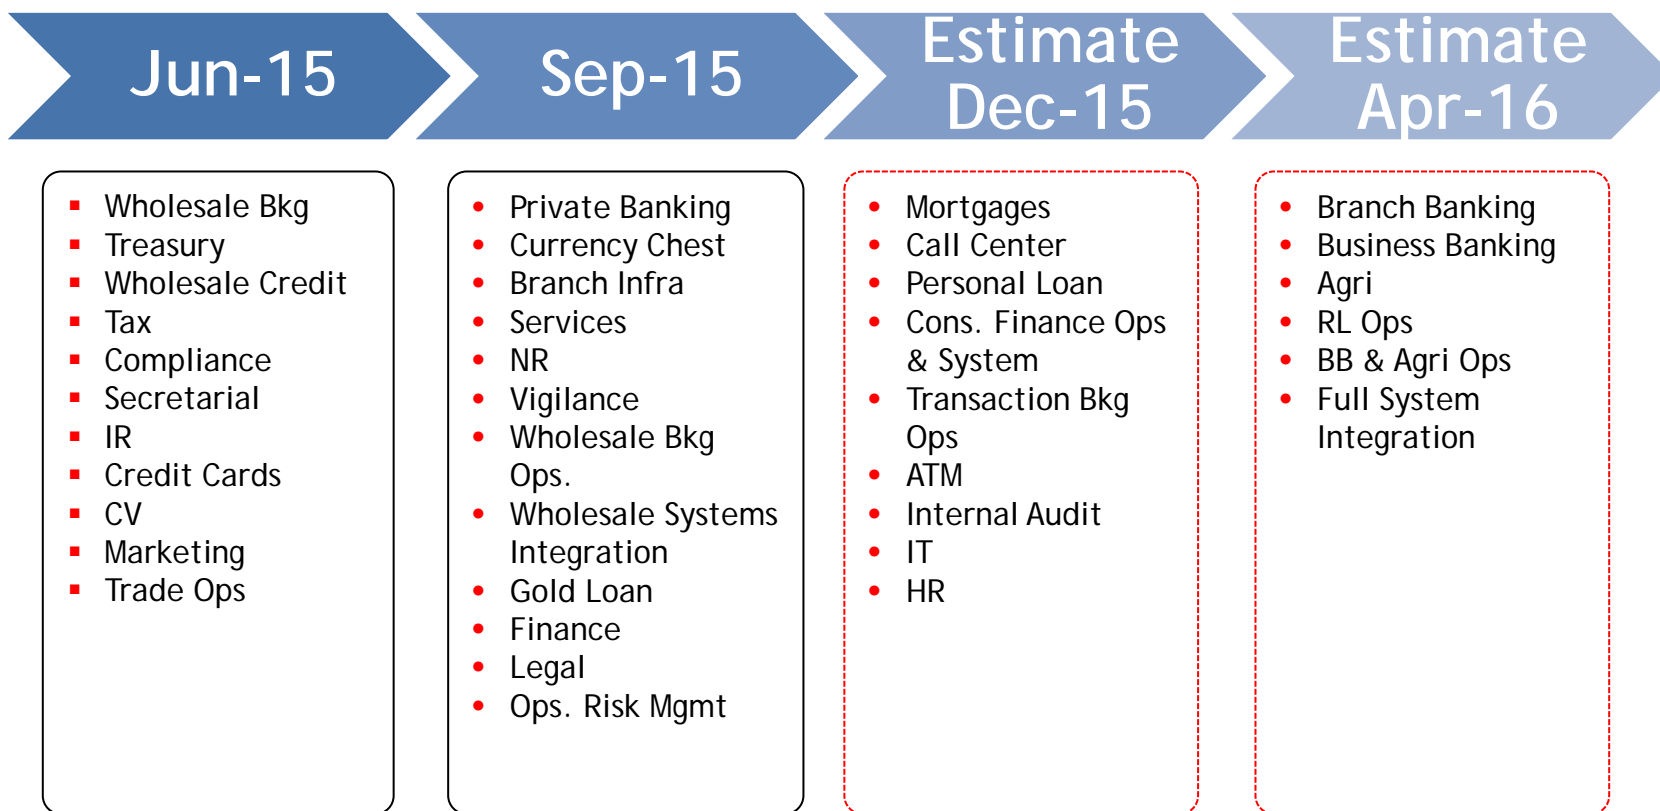 Jun-15
Sep-15
Estimate
Dec-15
Estimate
Apr-16
Wholesale Bkg
Treasury
Wholesale Credit
Tax
Compliance
Secretarial
IR
Credit Cards
CV
Marketing
Trade Ops
Private Banking
Currency Chest
Branch Infra
Services
NR
Vigilance
Wholesale Bkg
Ops.
Wholesale Systems
Integration
Gold Loan
Finance
Legal
Ops. Risk Mgmt
Mortgages
Call Center
Personal Loan
Cons. Finance Ops
& System
Transaction Bkg
Ops
ATM
Internal Audit
IT
HR
Branch Banking
Business Banking
Agri
RL Ops
BB & Agri Ops
Full System
Integration